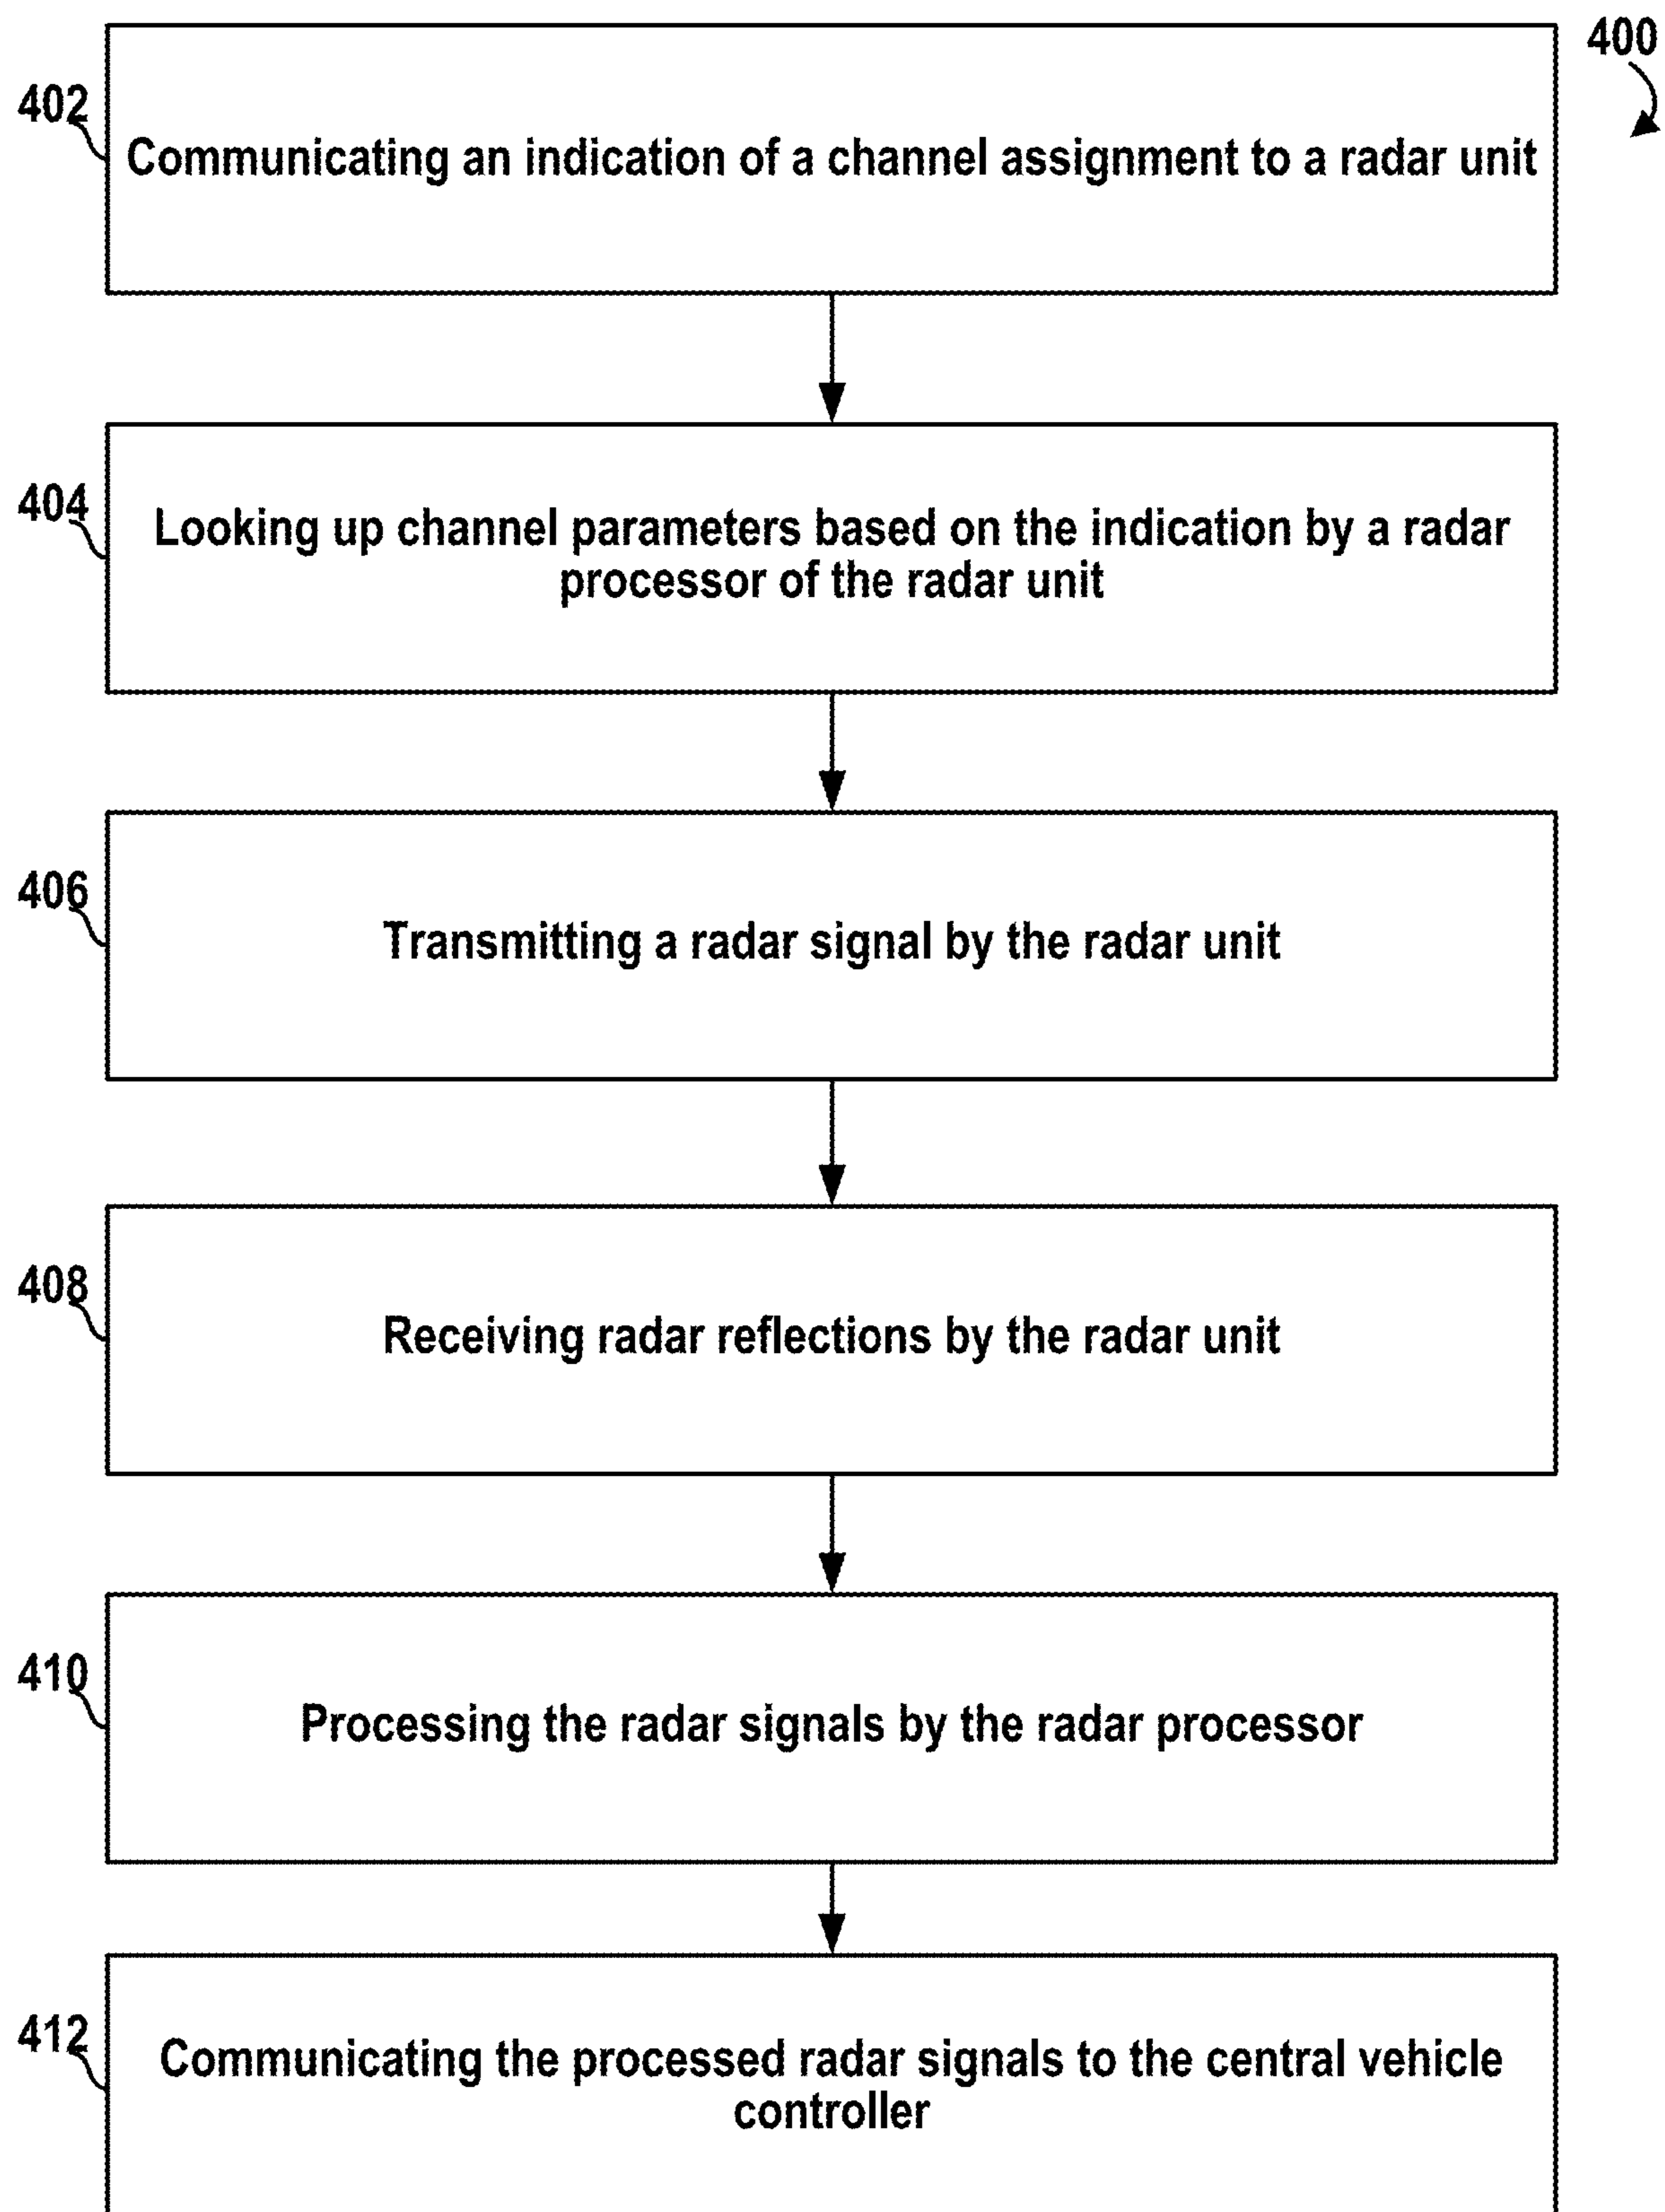 400
402
Communicating an indication of a channel assignment to a radar unit
404
Looking up channel parameters based on the indication by a radar
processor of the radar unit
406
Transmitting a radar signal by the radar unit
408
Receiving radar reflections by the radar unit
410
Processing the radar signals by the radar processor
412
Communicating the processed radar signals to the central vehicle
controller